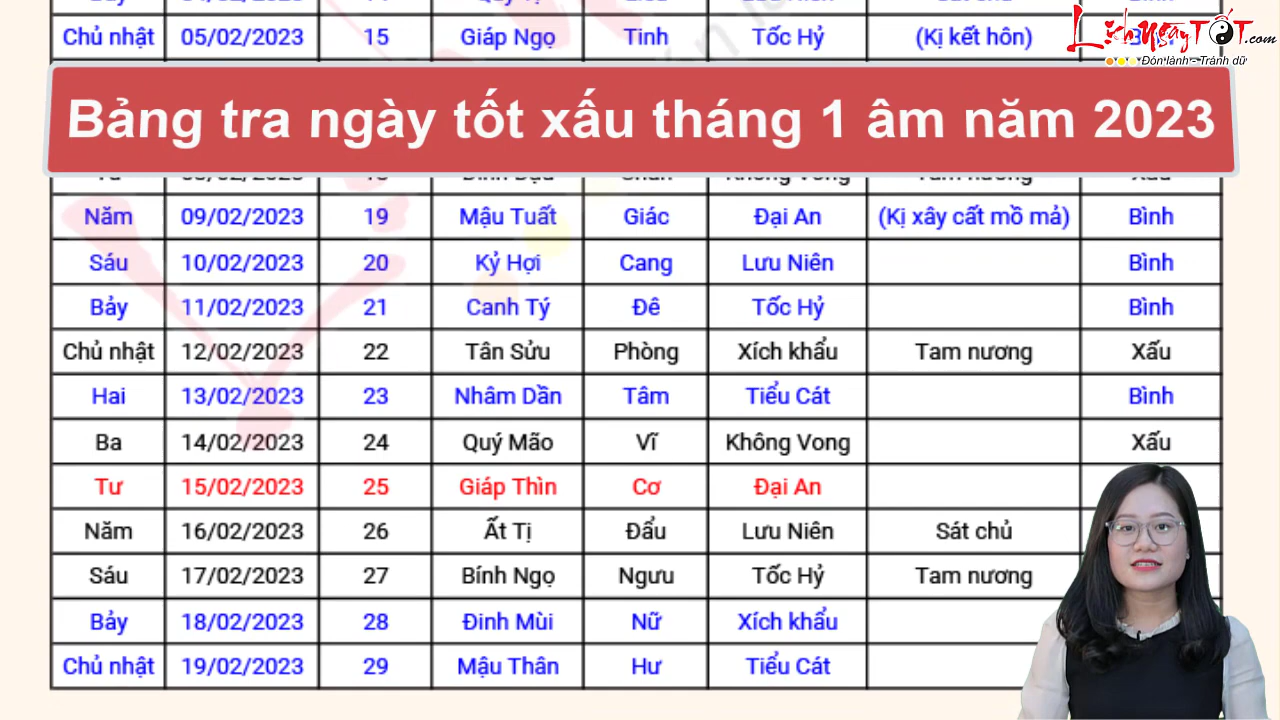 Chủ nhật 05/02/2023 15 Giáp Ngọ Tinh Tốc Hỷ (Kị kết hôn)
LịchNgàyTỐT.com
Đón lành - Tránh dữ
Bảng tra ngày tốt xấu tháng 1 âm năm 2023
Năm 09/02/2023 19 Mậu Tuất Giác Đại An (Kị xây cất mồ mả) Bình
Sáu 10/02/2023 20 Kỷ Hợi Cang Lưu Niên Bình
Bảy 11/02/2023 21 Canh Tý Đê Tốc Hỷ Bình
Chủ nhật 12/02/2023 22 Tân Sửu Phòng Xích khẩu Tam nương Xấu
Hai 13/02/2023 23 Nhâm Dần Tâm Tiểu Cát Bình
Ba 14/02/2023 24 Quý Mão Vĩ Không Vong Xấu
Tư 15/02/2023 25 Giáp Thìn Cơ Đại An
Năm 16/02/2023 26 Ất Tị Đẩu Lưu Niên Sát chủ
Sáu 17/02/2023 27 Bính Ngọ Ngưu Tốc Hỷ Tam nương
Bảy 18/02/2023 28 Đinh Mùi Nữ Xích khẩu
Chủ nhật 19/02/2023 29 Mậu Thân Hư Tiểu Cát